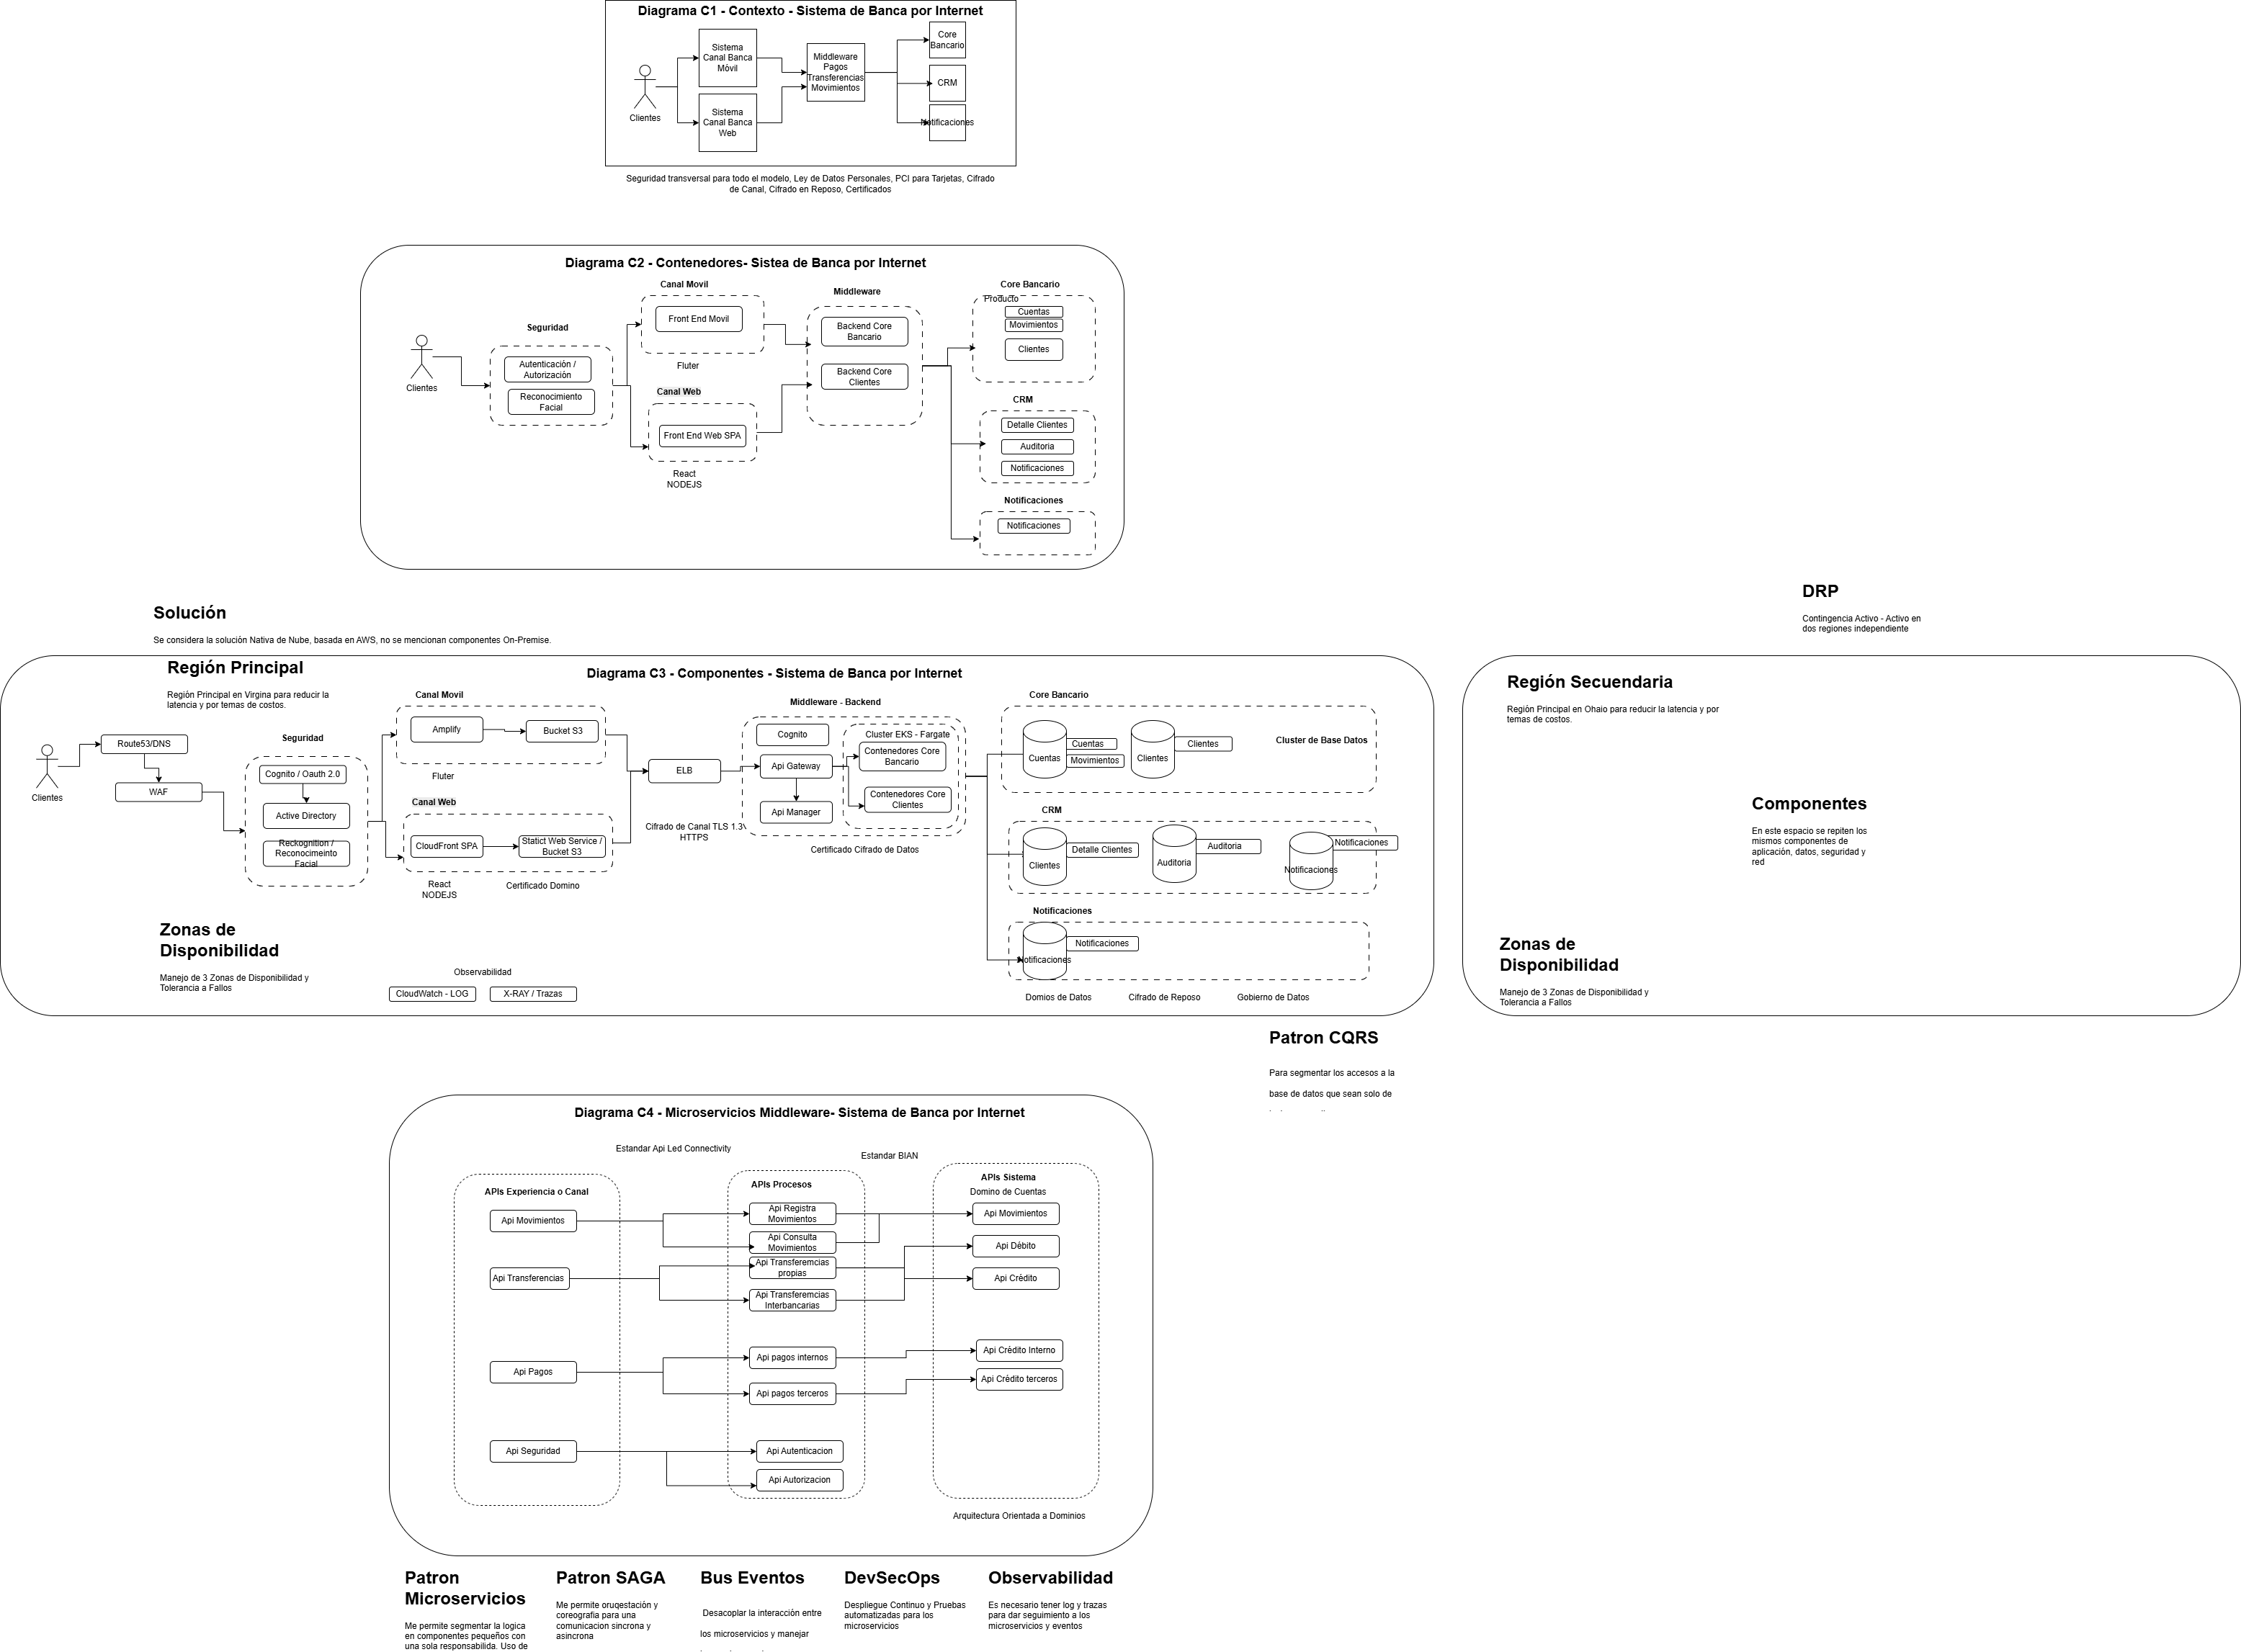 Diagrama C1 - Contexto - Sistema de Banca por Internet
Clientes
Sistema
Canal Banca
Móvil
Sistema
Canal Banca
Web
Middleware
Pagos
Transferencias
Movimientos
Core
Bancario
CRM
Notificaciones
Seguridad transversal para todo el modelo, Ley de Datos Personales, PCI para Tarjetas, Cifrado
de Canal, Cifrado en Reposo, Certificados
Diagrama C2 - Contenedores- Sistea de Banca por Internet
Clientes
Seguridad
Autenticación /
Autorización
Reconocimiento
Facial
Canal Movil
Front End Movil
Fluter
Canal Web
Front End Web SPA
React
NODEJS
Middleware
Backend Core
Bancario
Backend Core
Clientes
Core Bancario
Producto
Cuentas
Movimientos
Clientes
CRM
Detalle Clientes
Auditoria
Notificaciones
Notificaciones
Notificaciones
Solución
Se considera la solución Nativa de Nube, basada en AWS, no se mencionan componentes On-Premise.
DRP
Contingencia Activo - Activo en
dos regiones independiente
Región Principal
Región Principal en Virgina para reducir la
latencia y por temas de costos.
Diagrama C3 - Componentes - Sistema de Banca por Internet
Clientes
Route53/DNS
WAF
Seguridad
Cognito / Oauth 2.0
Active Directory
Reckognition /
Reconocimeinto
Facial
Canal Movil
Amplify
Bucket S3
Fluter
Canal Web
CloudFront SPA
Statict Web Service /
Bucket S3
React
NODEJS
Certificado Domino
ELB
Cifrado de Canal TLS 1.3
HTTPS
Middleware - Backend
Cognito
Api Gateway
Api Manager
Cluster EKS - Fargate
Contenedores Core
Bancario
Contenedores Core
Clientes
Certificado Cifrado de Datos
Core Bancario
Cuentas
Cuentas
Movimientos
Clientes
Clientes
Cluster de Base Datos
CRM
Clientes
Detalle Clientes
Auditoria
Auditoria
Notificaciones
Notificaciones
Notificaciones
Notificaciones
Notificaciones
Domios de Datos
Cifrado de Reposo
Gobierno de Datos
Zonas de
Disponibilidad
Manejo de 3 Zonas de Disponibilidad y
Tolerancia a Fallos
Observabilidad
CloudWatch - LOG
X-RAY / Trazas
Región Secuendaria
Región Principal en Ohaio para reducir la latencia y por
temas de costos.
Componentes
En este espacio se repiten los
mismos componentes de
aplicación, datos, seguridad y
red
Zonas de
Disponibilidad
Manejo de 3 Zonas de Disponibilidad y
Tolerancia a Fallos
Patron CQRS
Para segmentar los accesos a la
base de datos que sean solo de
Diagrama C4 - Microservicios Middleware- Sistema de Banca por Internet
Estandar Api Led Connectivity
Estandar BIAN
APIs Experiencia o Canal
Api Movimientos
Api Transferencias
Api Pagos
Api Seguridad
APIs Procesos
Api Registra
Movimientos
Api Consulta
Movimientos
Api Transferemcias
propias
Api Transferemcias
Interbancarias
Api pagos internos
Api pagos terceros
Api Autenticacion
Api Autorizacion
APIs Sistema
Domino de Cuentas
Api Movimientos
Api Débito
Api Crédito
Api Crédito Interno
Api Crédito terceros
Arquitectura Orientada a Dominios
Patron
Microservicios
Me permite segmentar la logica
en componentes pequeños con
una sola responsabilida. Uso de
Patron SAGA
Me permite oruqestación y
coreografia para una
comunicacion sincrona y
asincrona
Bus Eventos
Desacoplar la interacción entre
los microservicios y manejar
DevSecOps
Despliegue Continuo y Pruebas
automatizadas para los
microservicios
Observabilidad
Es necesario tener log y trazas
para dar seguimiento a los
microservicios y eventos